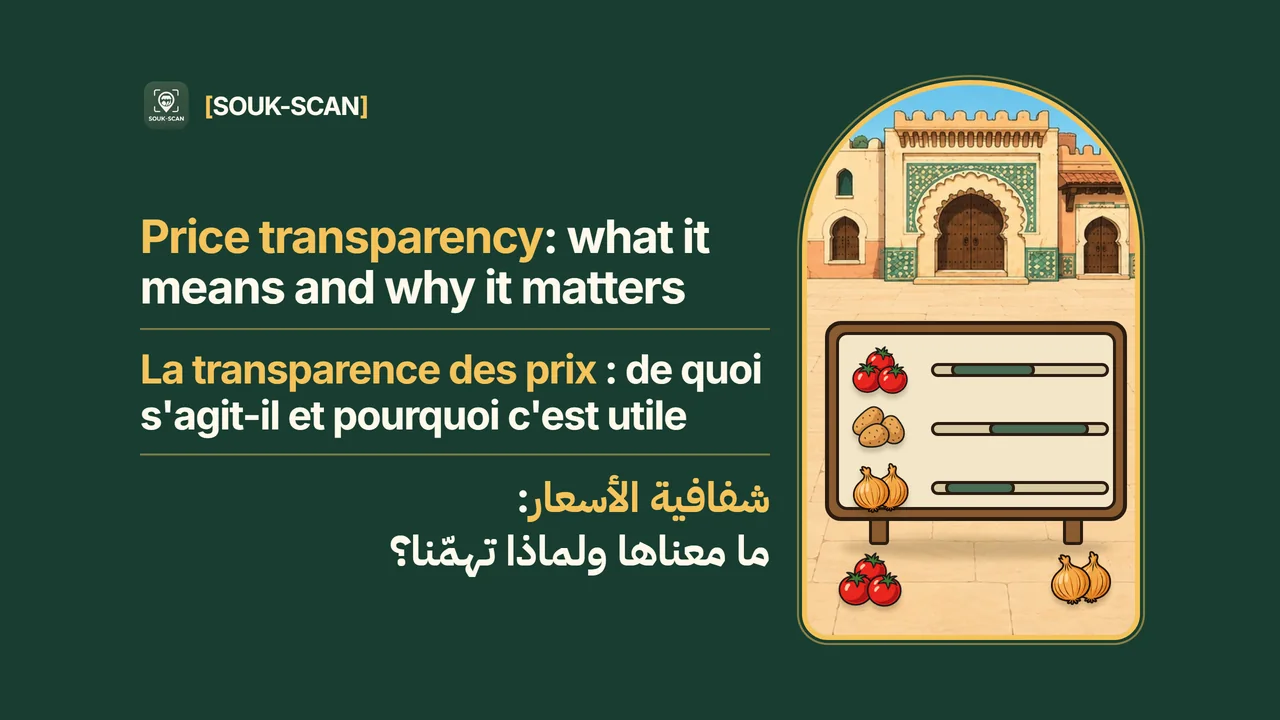 SOUK-SCAN
[SOUK-SCAN]
Price transparency: what it
means and why it matters
La transparence des prix : de quoi
s'agit-il et pourquoi c'est utile
شفافية الأسعار:
ما معناها ولماذا تهمّنا؟